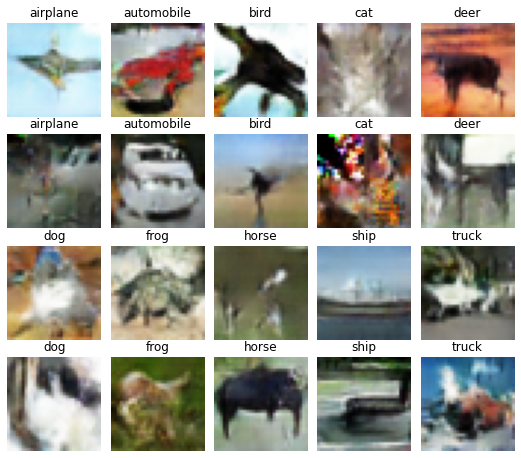 airplane automobile bird cat deer
airplane automobile bird cat deer
dog frog horse ship truck
dog frog horse ship truck